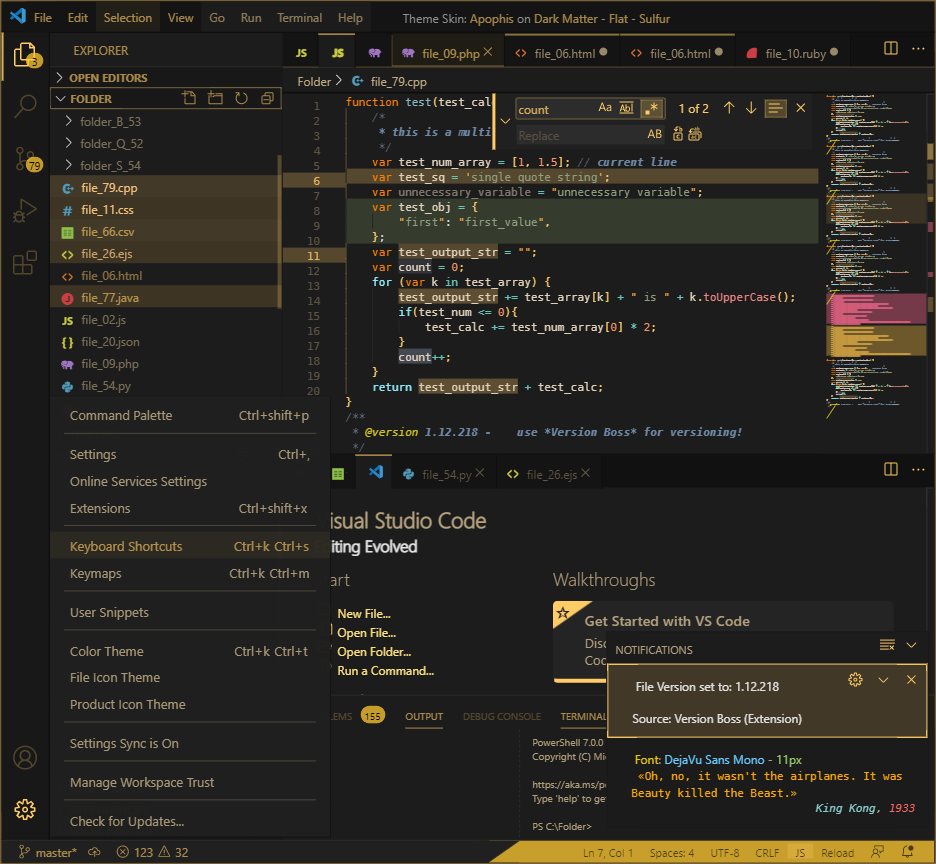 File Edit Selection View Go Run Terminal Help
Theme Skin: Apophis on Dark Matter - Flat - Sulfur
3
79
EXPLORER
OPEN EDITORS
FOLDER
folder_B_53
folder_Q_52
folder_S_54
file_79.cpp
# file_11.css
file_66.csv
<> file_26.ejs
<> file_06.html
J file_77.java
JS file_02.js
{} file_20.json
php file_09.php
file_54.py
JS
JS
php
php file_09.php
<> file_06.html
<> file_06.html
file_10.ruby
Folder > file_79.cpp
count
Aa Abl .*
1 of 2
Replace
AB
1 function test(test_cal
2 /*
3 * this is a multi
4 */
5 var test_num_array = [1, 1.5]; // current line
6 var test_sq = 'single quote string';
7 var unnecessary_variable = "unnecessary variable";
8 var test_obj = {
9 "first": "first_value",
10 };
11 var test_output_str = "";
12 var count = 0;
13 for (var k in test_array) {
14 test_output_str += test_array[k] + " is " + k.toUpperCase();
15 if(test_num <= 0){
16 test_calc += test_num_array[0] * 2;
17 }
18 count++;
19 }
20 return test_output_str + test_calc;
}
/**
* @version 1.12.218 - use *Version Boss* for versioning!
*/
Command Palette Ctrl+shift+p
Settings Ctrl+,
Online Services Settings
Extensions Ctrl+shift+x
Keyboard Shortcuts Ctrl+k Ctrl+s
Keymaps Ctrl+k Ctrl+m
User Snippets
Color Theme Ctrl+k Ctrl+t
File Icon Theme
Product Icon Theme
Settings Sync is On
Manage Workspace Trust
Check for Updates...
file_54.py
<> file_26.ejs
isual Studio Code
iting Evolved
art
New File...
Open File...
Open Folder...
Run a Command...
Walkthroughs
Get Started with VS Code
Disc
Coo
LEMS 155 OUTPUT DEBUG CONSOLE TERMINAL
PowerShell 7.0.0
Copyright (C) Mi
https://aka.ms/p
Type 'help' to get
PS C:\Folder>
NOTIFICATIONS
File Version set to: 1.12.218
Source: Version Boss (Extension)
Font: DejaVu Sans Mono - 11px
«Oh, no, it wasn't the airplanes. It was
Beauty killed the Beast.»
King Kong, 1933
master* 123 32
Ln 7, Col 1 Spaces: 4 UTF-8 CRLF JS Reload